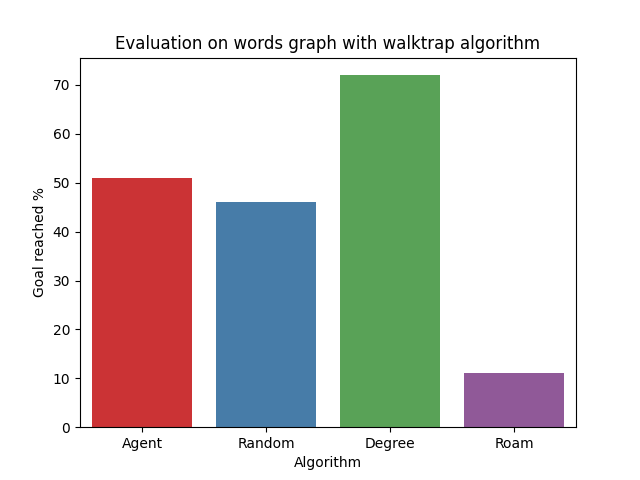 Evaluation on words graph with walktrap algorithm
Goal reached %
70
60
50
40
30
20
10
0
Agent Random Degree Roam
Algorithm